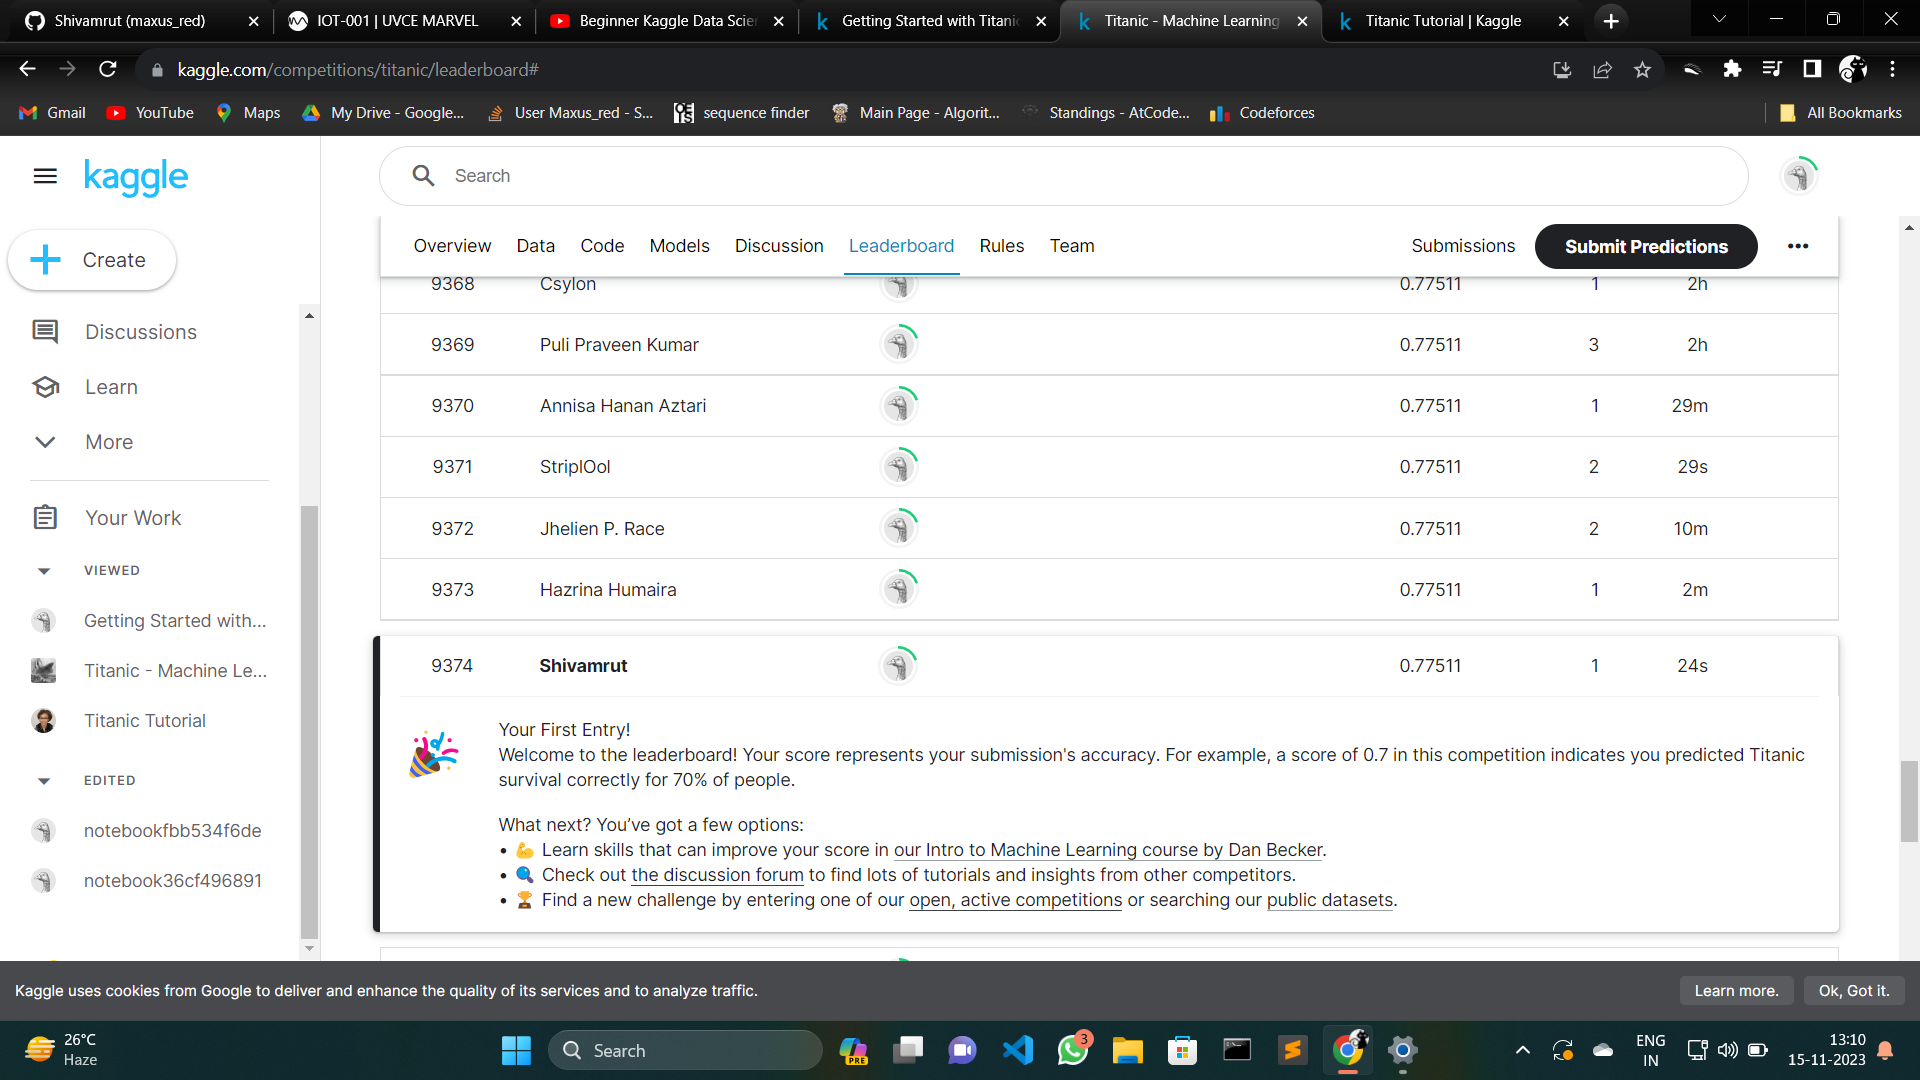 Shivamrut (maxus_red)
IOT-001 | UVCE MARVEL
Beginner Kaggle Data Scien
Getting Started with Titanic
Titanic - Machine Learning
Titanic Tutorial | Kaggle
kaggle.com/competitions/titanic/leaderboard#
Gmail
YouTube
Maps
My Drive - Google...
User Maxus_red - S...
sequence finder
Main Page - Algorit...
Standings - AtCode...
Codeforces
All Bookmarks
kaggle
Search
Create
Discussions
Learn
More
Your Work
VIEWED
Getting Started with...
Titanic - Machine Le...
Titanic Tutorial
EDITED
notebookfbb534f6de
notebook36cf496891
Overview Data Code Models Discussion Leaderboard Rules Team Submissions Submit Predictions
9368 Csylon 0.77511 1 2h
9369 Puli Praveen Kumar 0.77511 3 2h
9370 Annisa Hanan Aztari 0.77511 1 29m
9371 StriplOol 0.77511 2 29s
9372 Jhelien P. Race 0.77511 2 10m
9373 Hazrina Humaira 0.77511 1 2m
9374 Shivamrut 0.77511 1 24s
Your First Entry!
Welcome to the leaderboard! Your score represents your submission's accuracy. For example, a score of 0.7 in this competition indicates you predicted Titanic
survival correctly for 70% of people.
What next? You’ve got a few options:
• 💪 Learn skills that can improve your score in our Intro to Machine Learning course by Dan Becker.
• 🔍 Check out the discussion forum to find lots of tutorials and insights from other competitors.
• 🏆 Find a new challenge by entering one of our open, active competitions or searching our public datasets.
Kaggle uses cookies from Google to deliver and enhance the quality of its services and to analyze traffic.
Learn more.
Ok, Got it.
26°C
Haze
Search
PRE
3
ENG
IN
13:10
15-11-2023